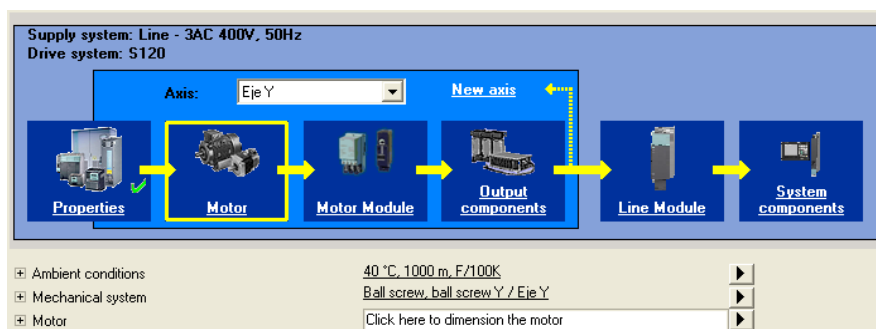 Supply system: Line - 3AC 400V, 50Hz
Drive system: S120
Axis: Eje Y New axis
Properties Motor Motor Module Output components Line Module System components
Ambient conditions 40 °C, 1000 m, F/100K
Mechanical system Ball screw, ball screw Y / Eje Y
Motor Click here to dimension the motor